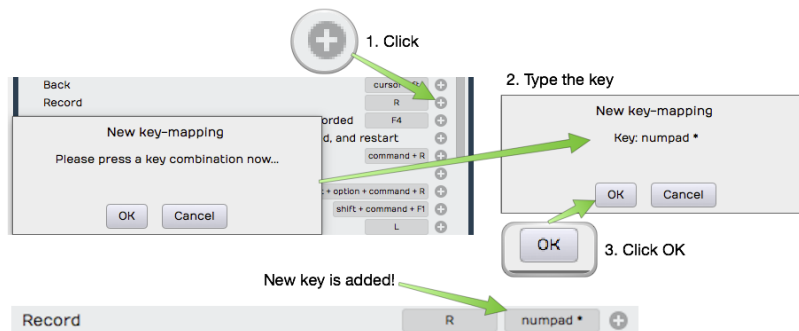 1. Click
Back
Record R
orded F4
d, and restart
command + R
+ option + command + R
shift + command + F1
L
New key-mapping
Please press a key combination now...
OK Cancel
2. Type the key
New key-mapping
Key: numpad *
OK Cancel
OK
3. Click OK
New key is added!
Record R numpad *